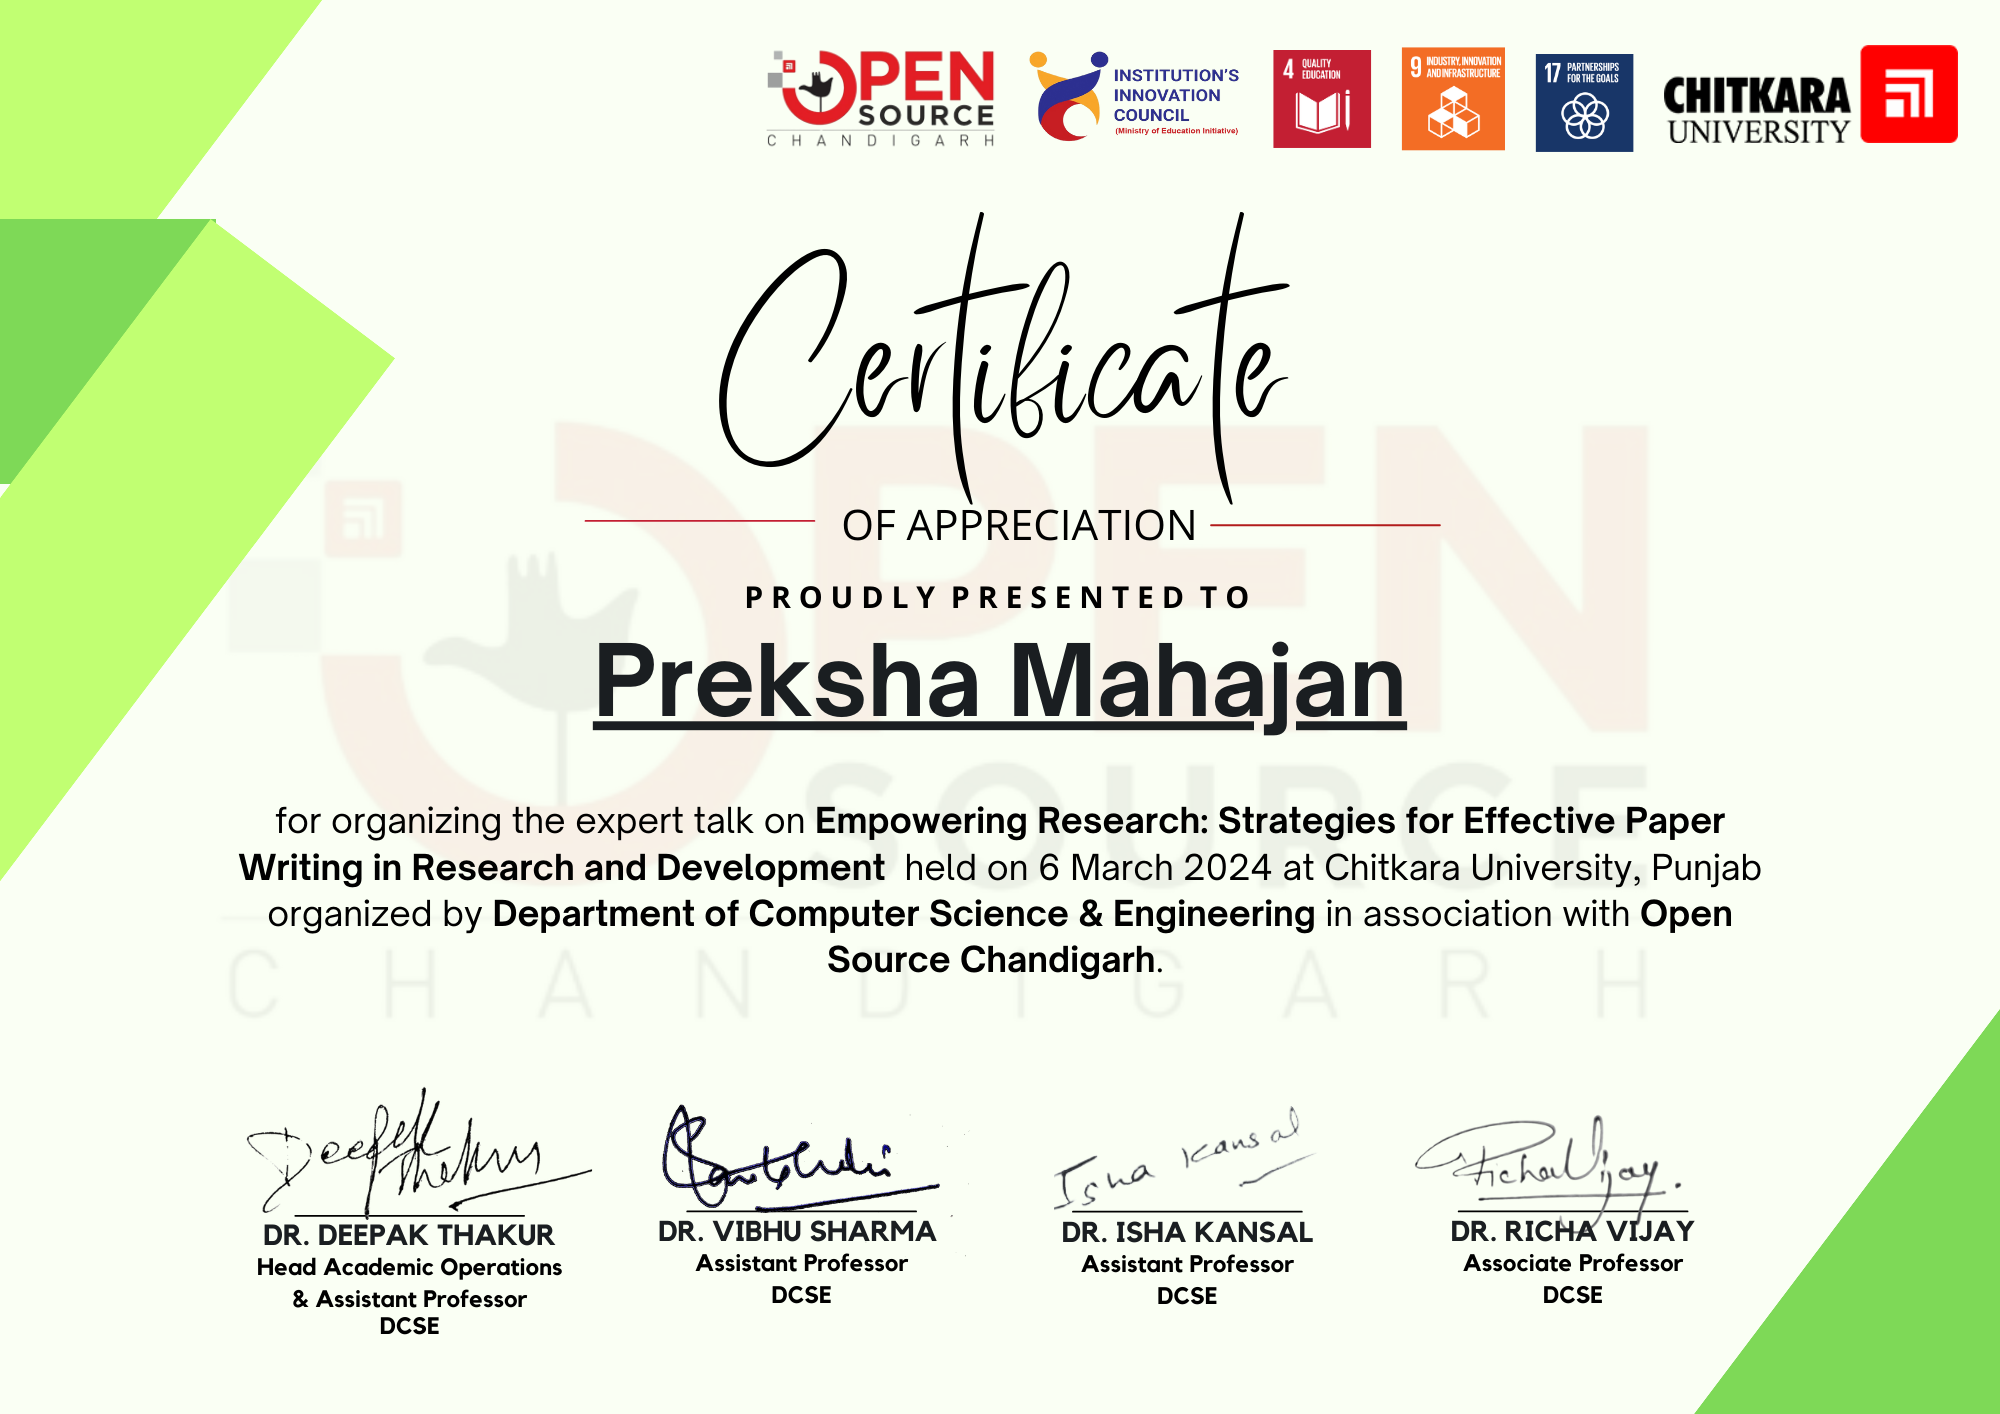 OPEN
SOURCE
CHANDIGARH
INSTITUTION'S
INNOVATION
COUNCIL
(Ministry of Education Initiative)
4 QUALITY
EDUCATION
9 INDUSTRY, INNOVATION
AND INFRASTRUCTURE
17 PARTNERSHIPS
FOR THE GOALS
CHITKARA
UNIVERSITY
Certificate
OF APPRECIATION
PROUDLY PRESENTED TO
Preksha Mahajan
for organizing the expert talk on Empowering Research: Strategies for Effective Paper
Writing in Research and Development held on 6 March 2024 at Chitkara University, Punjab
organized by Department of Computer Science & Engineering in association with Open
Source Chandigarh.
OPEN
SOURCE
CHANDIGARH
Deepak Thakur
Isha Kansal
Richa Vijay.
DR. DEEPAK THAKUR
Head Academic Operations
& Assistant Professor
DCSE
DR. VIBHU SHARMA
Assistant Professor
DCSE
DR. ISHA KANSAL
Assistant Professor
DCSE
DR. RICHA VIJAY
Associate Professor
DCSE